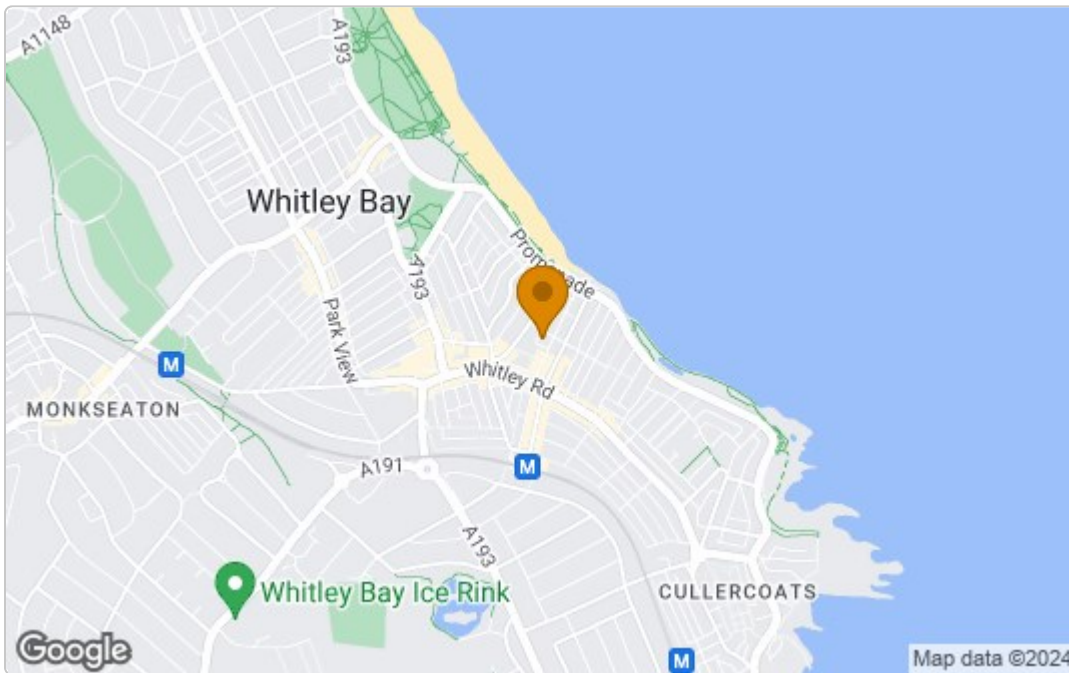 A1148
A193
Whitley Bay
A193
Promenade
Park View
Whitley Rd
M
MONKSEATON
A191
M
A193
Whitley Bay Ice Rink
CULLERCOATS
M
Google
Map data ©2024